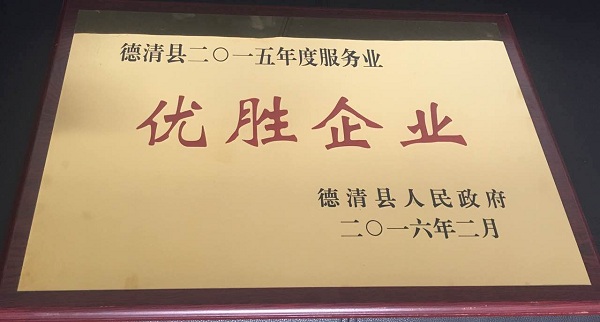 德清县二〇一五年度服务业
优胜企业
德清县人民政府
二〇一六年二月